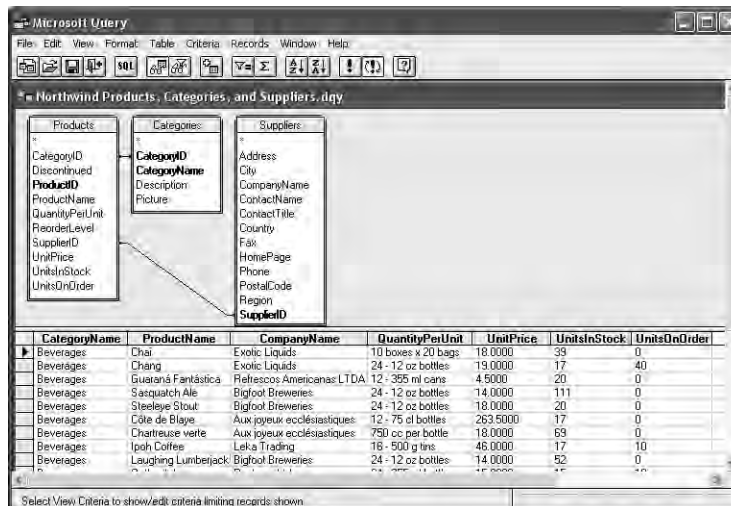 Microsoft Query
File Edit View Format Table Criteria Records Window Help
SQL
Northwind Products, Categories, and Suppliers.dqy
Products
*
CategoryID
Discontinued
ProductID
ProductName
QuantityPerUnit
ReorderLevel
SupplierID
UnitPrice
UnitsInStock
UnitsOnOrder
Categories
*
CategoryID
CategoryName
Description
Picture
Suppliers
*
Address
City
CompanyName
ContactName
ContactTitle
Country
Fax
HomePage
Phone
PostalCode
Region
SupplierID
CategoryName ProductName CompanyName QuantityPerUnit UnitPrice UnitsInStock UnitsOnOrder
Beverages Chai Exotic Liquids 10 boxes x 20 bags 18.0000 39 0
Beverages Chang Exotic Liquids 24 - 12 oz bottles 19.0000 17 40
Beverages Guaraná Fantástica Refrescos Americanas LTDA 12 - 355 ml cans 4.5000 20 0
Beverages Sasquatch Ale Bigfoot Breweries 24 - 12 oz bottles 14.0000 111 0
Beverages Steeleye Stout Bigfoot Breweries 24 - 12 oz bottles 18.0000 20 0
Beverages Côte de Blaye Aux joyeux ecclésiastiques 12 - 75 cl bottles 263.5000 17 0
Beverages Chartreuse verte Aux joyeux ecclésiastiques 750 cc per bottle 18.0000 69 0
Beverages Ipoh Coffee Leka Trading 16 - 500 g tins 46.0000 17 10
Beverages Laughing Lumberjack Bigfoot Breweries 24 - 12 oz bottles 14.0000 52 0
Select View Criteria to show/edit criteria limiting records shown